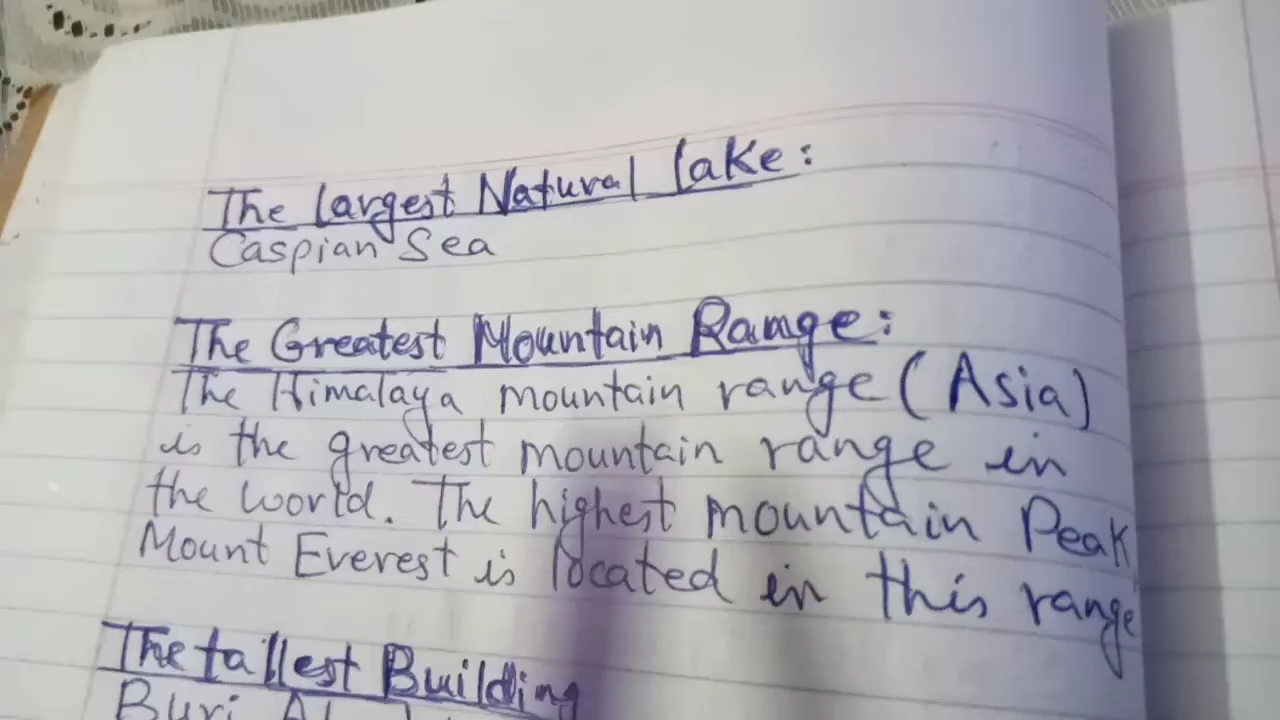 The largest Natural lake:
Caspian Sea
The Greatest Mountain Range:
The Himalaya mountain range (Asia)
is the greatest mountain range in
the world. The highest mountain Peak
Mount Everest is located in this range
The tallest Building
Burj